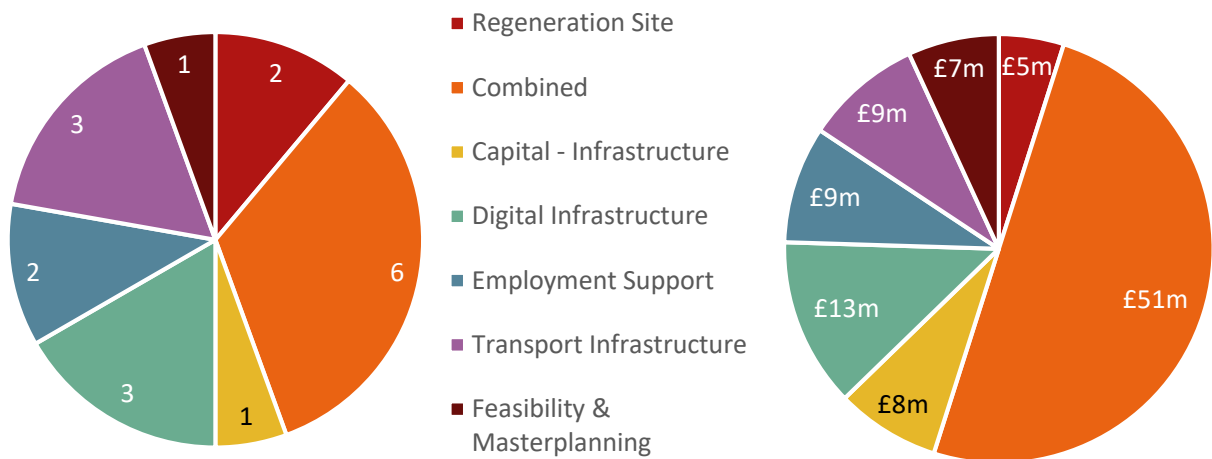 1
2
3
6
2
3
1
Regeneration Site
Combined
Capital - Infrastructure
Digital Infrastructure
Employment Support
Transport Infrastructure
Feasibility &
Masterplanning
£7m
£5m
£9m
£9m
£51m
£13m
£8m